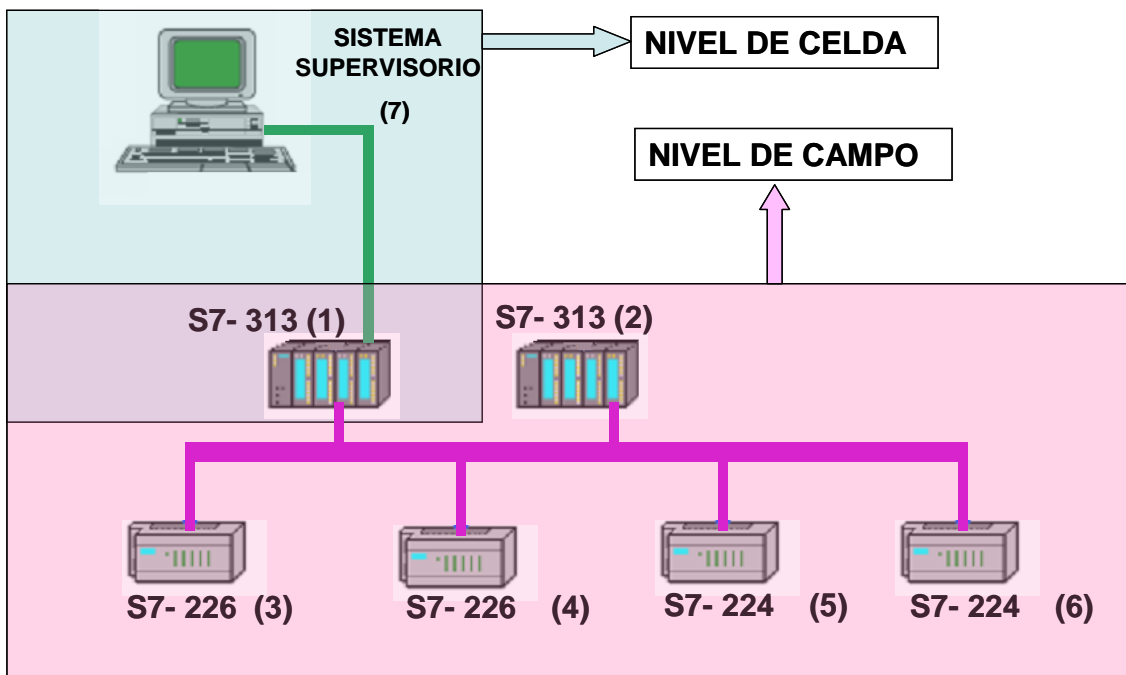 SISTEMA
SUPERVISORIO
(7)
NIVEL DE CELDA
NIVEL DE CAMPO
S7- 313 (1)
S7- 313 (2)
S7- 226 (3)
S7- 226 (4)
S7- 224 (5)
S7- 224 (6)